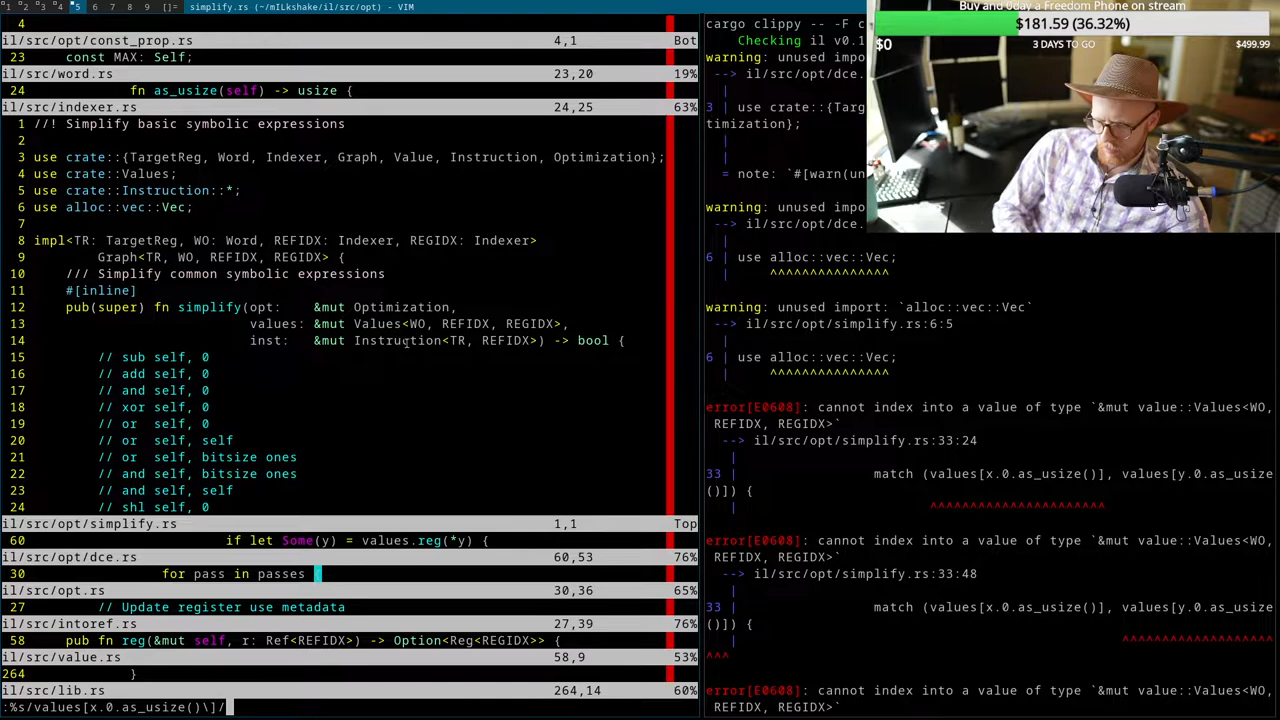 1 2 3 4 5 6 7 8 9 []= simplify.rs (~/mILkshake/il/src/opt) - VIM
4
il/src/opt/const_prop.rs 4,1 Bot
23 const MAX: Self;
il/src/word.rs 23,20 19%
24 fn as_usize(self) -> usize {
il/src/indexer.rs 24,25 63%
1 //! Simplify basic symbolic expressions
2
3 use crate::{TargetReg, Word, Indexer, Graph, Value, Instruction, Optimization};
4 use crate::Values;
5 use crate::Instruction::*;
6 use alloc::vec::Vec;
7
8 impl<TR: TargetReg, WO: Word, REFIDX: Indexer, REGIDX: Indexer>
9 Graph<TR, WO, REFIDX, REGIDX> {
10 /// Simplify common symbolic expressions
11 #[inline]
12 pub(super) fn simplify(opt: &mut Optimization,
13 values: &mut Values<WO, REFIDX, REGIDX>,
14 inst: &mut Instruction<TR, REFIDX>) -> bool {
15 // sub self, 0
16 // add self, 0
17 // and self, 0
18 // xor self, 0
19 // or self, 0
20 // or self, self
21 // or self, bitsize ones
22 // and self, bitsize ones
23 // and self, self
24 // shl self, 0
il/src/opt/simplify.rs 1,1 Top
60 if let Some(y) = values.reg(*y) {
il/src/opt/dce.rs 60,53 76%
30 for pass in passes {
il/src/opt.rs 30,36 65%
27 // Update register use metadata
il/src/intoref.rs 27,39 76%
58 pub fn reg(&mut self, r: Ref<REFIDX>) -> Option<Reg<REGIDX>> {
il/src/value.rs 58,9 53%
264 }
il/src/lib.rs 264,14 60%
:%s/values[x.0.as_usize()\]/
cargo clippy -- -F c
Checking il v0.1
warning: unused impo
--> il/src/opt/dce.
|
3 | use crate::{Targ
timization};
|
|
= note: `#[warn(un
warning: unused impo
--> il/src/opt/dce.
|
6 | use alloc::vec::Vec;
| ^^^^^^^^^^^^^^^
warning: unused import: `alloc::vec::Vec`
--> il/src/opt/simplify.rs:6:5
|
6 | use alloc::vec::Vec;
| ^^^^^^^^^^^^^^^
error[E0608]: cannot index into a value of type `&mut value::Values<WO,
REFIDX, REGIDX>`
--> il/src/opt/simplify.rs:33:24
|
33 | match (values[x.0.as_usize()], values[y.0.as_usize
()]) {
| ^^^^^^^^^^^^^^^^^^^^^^
error[E0608]: cannot index into a value of type `&mut value::Values<WO,
REFIDX, REGIDX>`
--> il/src/opt/simplify.rs:33:48
|
33 | match (values[x.0.as_usize()], values[y.0.as_usize
()]) {
| ^^^^^^^^^^^^^^^^^^^
^^^
error[E0608]: cannot index into a value of type `&mut value::Values<WO,
REFIDX, REGIDX>`
Buy and 0day a Freedom Phone on stream
$181.59 (36.32%)
$0 3 DAYS TO GO $499.99